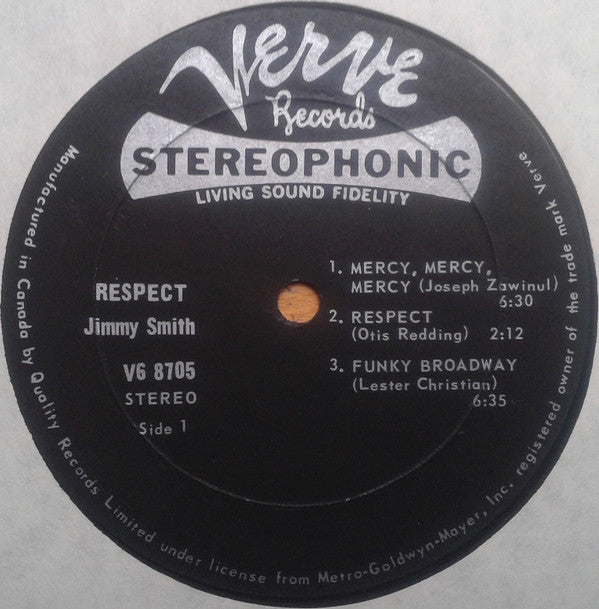 Verve
Records
STEREOPHONIC
LIVING SOUND FIDELITY
RESPECT
Jimmy Smith
V6 8705
STEREO
Side 1
1. MERCY, MERCY,
MERCY (Joseph Zawinul)
6:30
2. RESPECT
(Otis Redding) 2:12
3. FUNKY BROADWAY
(Lester Christian)
6:35
Manufactured in Canada by Quality Records Limited under license from Metro-Goldwyn-Mayer, Inc. registered owner of the trade mark Verve